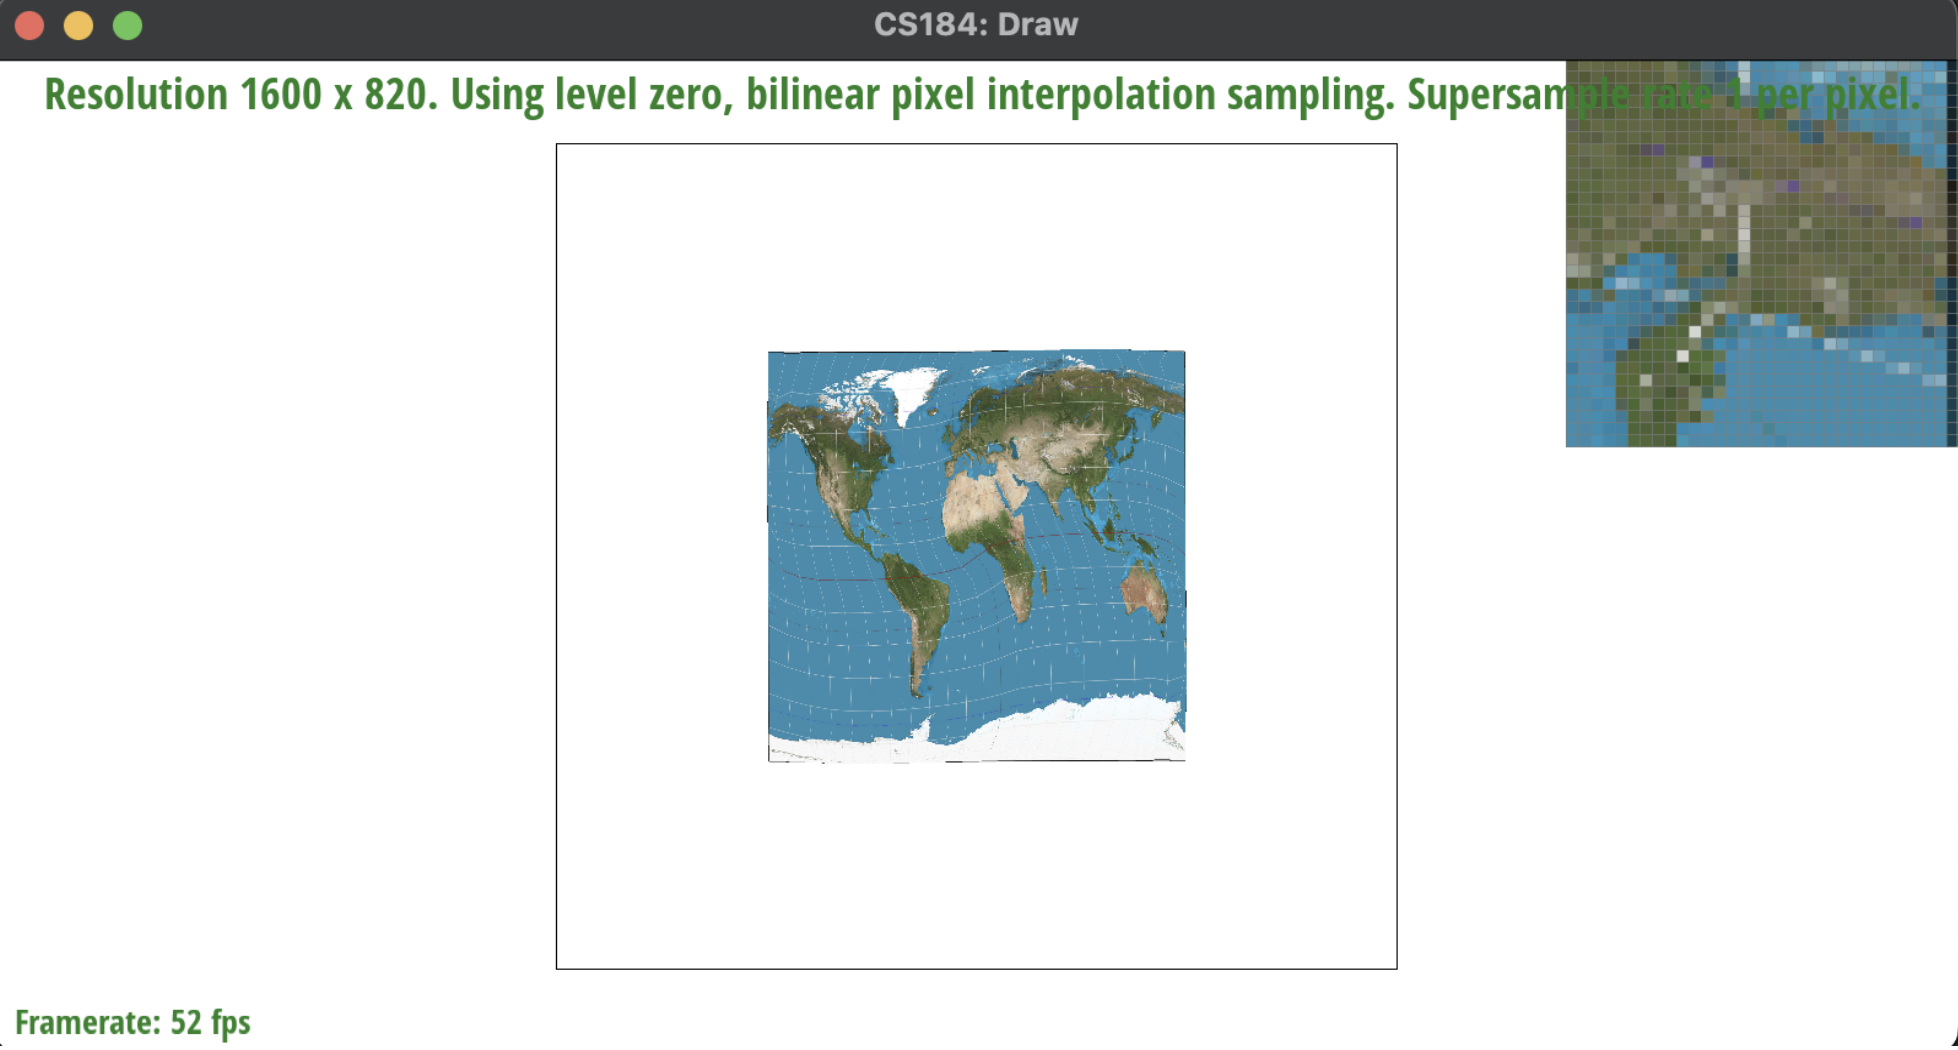 CS184: Draw
Resolution 1600 x 820. Using level zero, bilinear pixel interpolation sampling. Supersample rate 1 per pixel.
Framerate: 52 fps